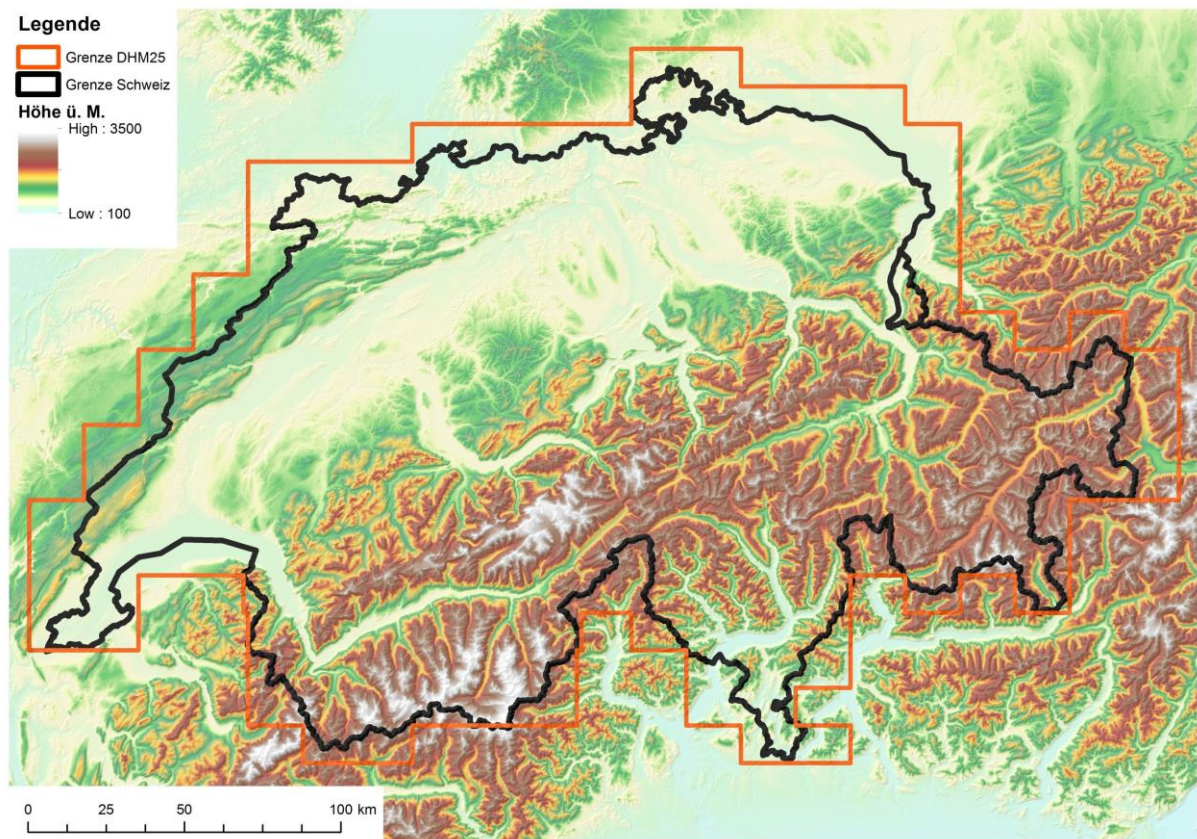 Legende
Grenze DHM25
Grenze Schweiz
Höhe ü. M.
High : 3500
Low : 100
0 25 50 100 km